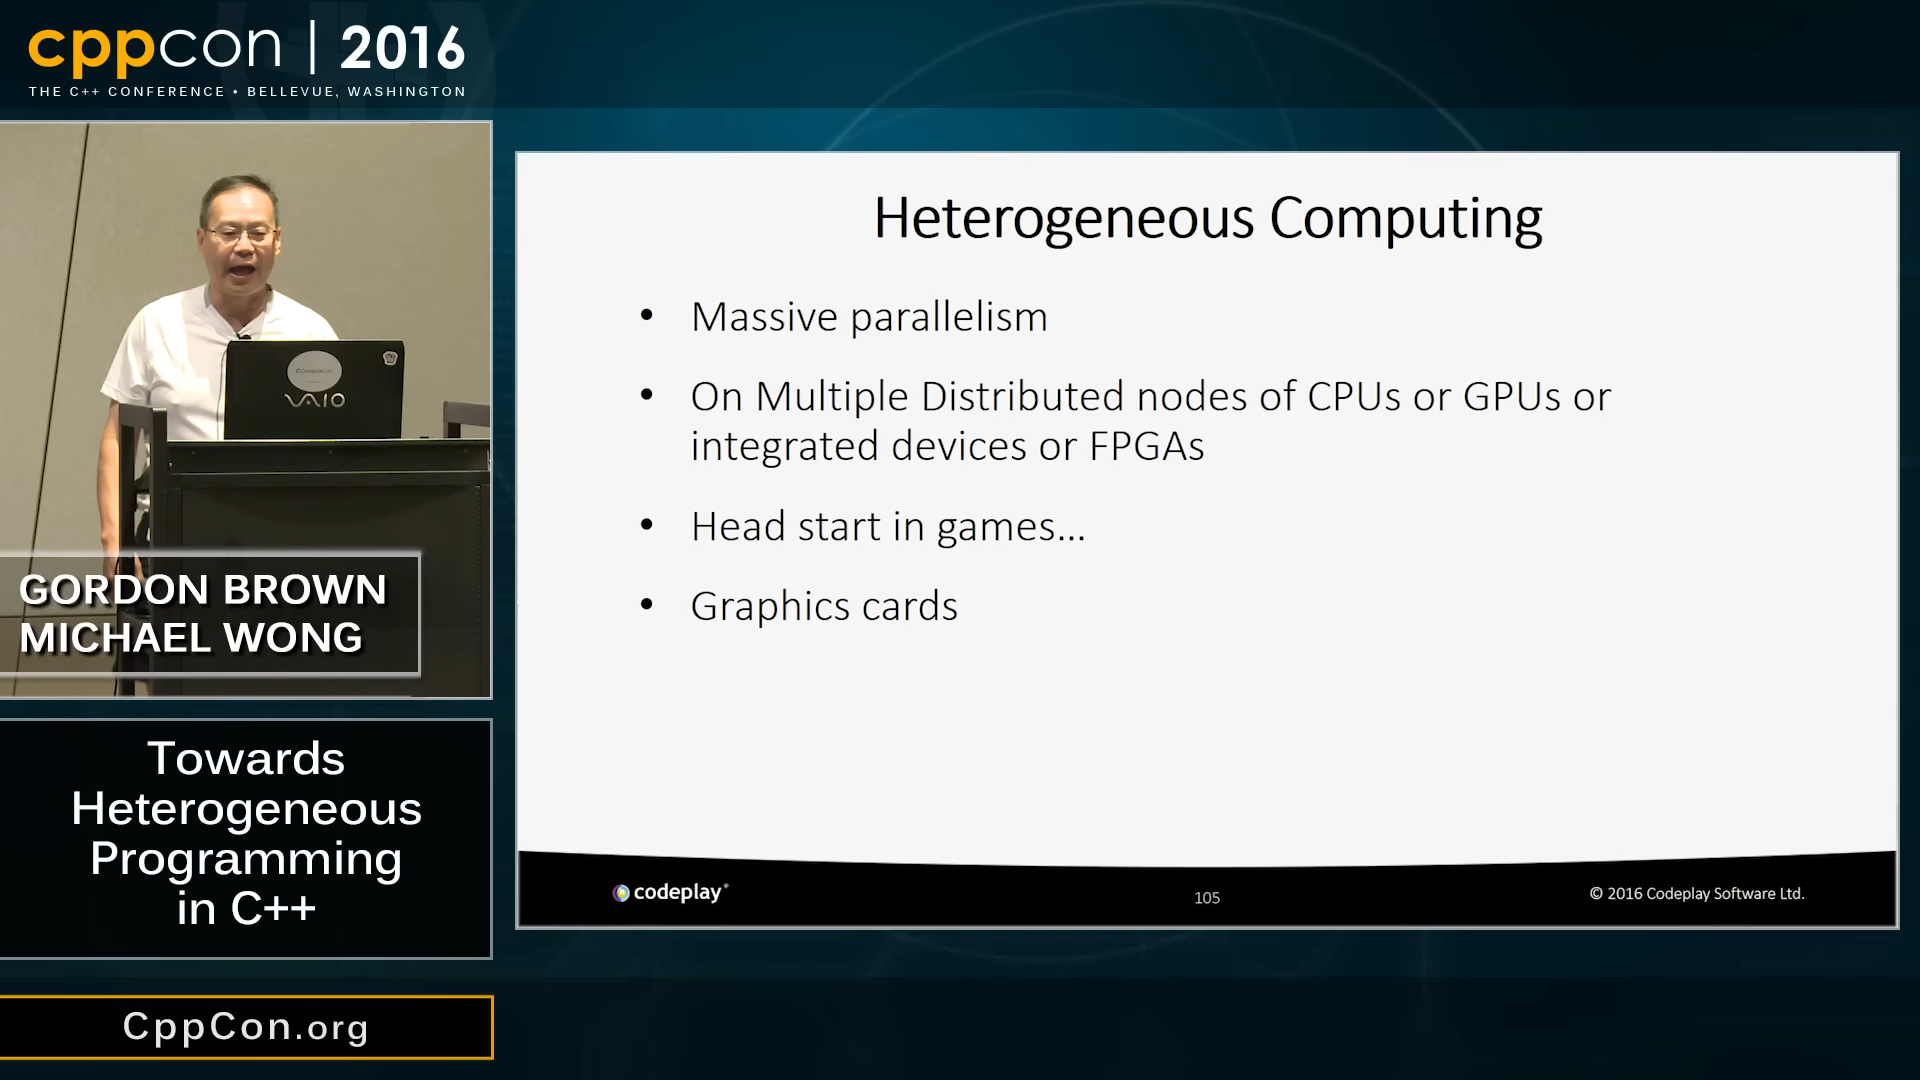 cppcon | 2016
THE C++ CONFERENCE • BELLEVUE, WASHINGTON
VAIO
GORDON BROWN
MICHAEL WONG
Towards
Heterogeneous
Programming
in C++
CppCon.org
Heterogeneous Computing
• Massive parallelism
• On Multiple Distributed nodes of CPUs or GPUs or
integrated devices or FPGAs
• Head start in games...
• Graphics cards
codeplay®
105
© 2016 Codeplay Software Ltd.